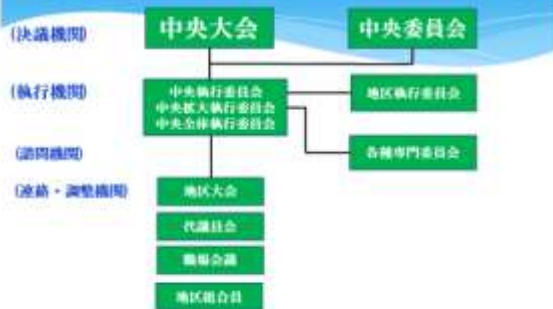 (決議機関)
中央大会
中央委員会
(執行機関)
中央執行委員会
中央拡大執行委員会
中央全体執行委員会
地区執行委員会
(諮問機関)
各種専門委員会
(連絡・調整機関)
地区大会
代議員会
職場会議
地区組合員